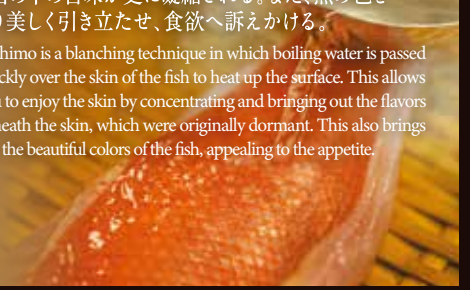 り美しく引き立たせ、食欲へ訴えかける。
himo is a blanching technique in which boiling water is passed
ckly over the skin of the fish to heat up the surface. This allows
to enjoy the skin by concentrating and bringing out the flavors
neath the skin, which were originally dormant. This also brings
the beautiful colors of the fish, appealing to the appetite.